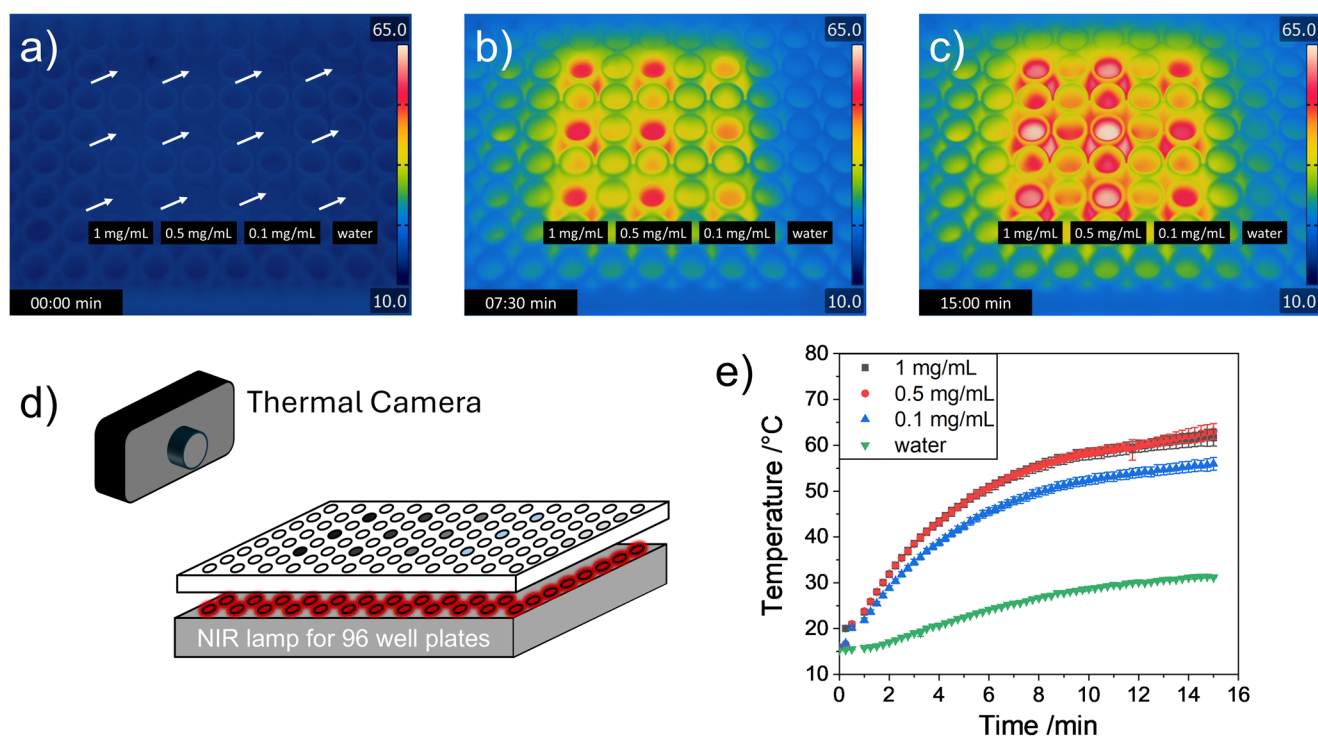 a)
65.0
1 mg/mL
0.5 mg/mL
0.1 mg/mL
water
00:00 min
10.0
b)
65.0
1 mg/mL
0.5 mg/mL
0.1 mg/mL
water
07:30 min
10.0
c)
65.0
1 mg/mL
0.5 mg/mL
0.1 mg/mL
water
15:00 min
10.0
d)
Thermal Camera
NIR lamp for 96 well plates
e)
1 mg/mL
0.5 mg/mL
0.1 mg/mL
water
80
70
60
50
40
30
20
10
Temperature /°C
0 2 4 6 8 10 12 14 16
Time /min